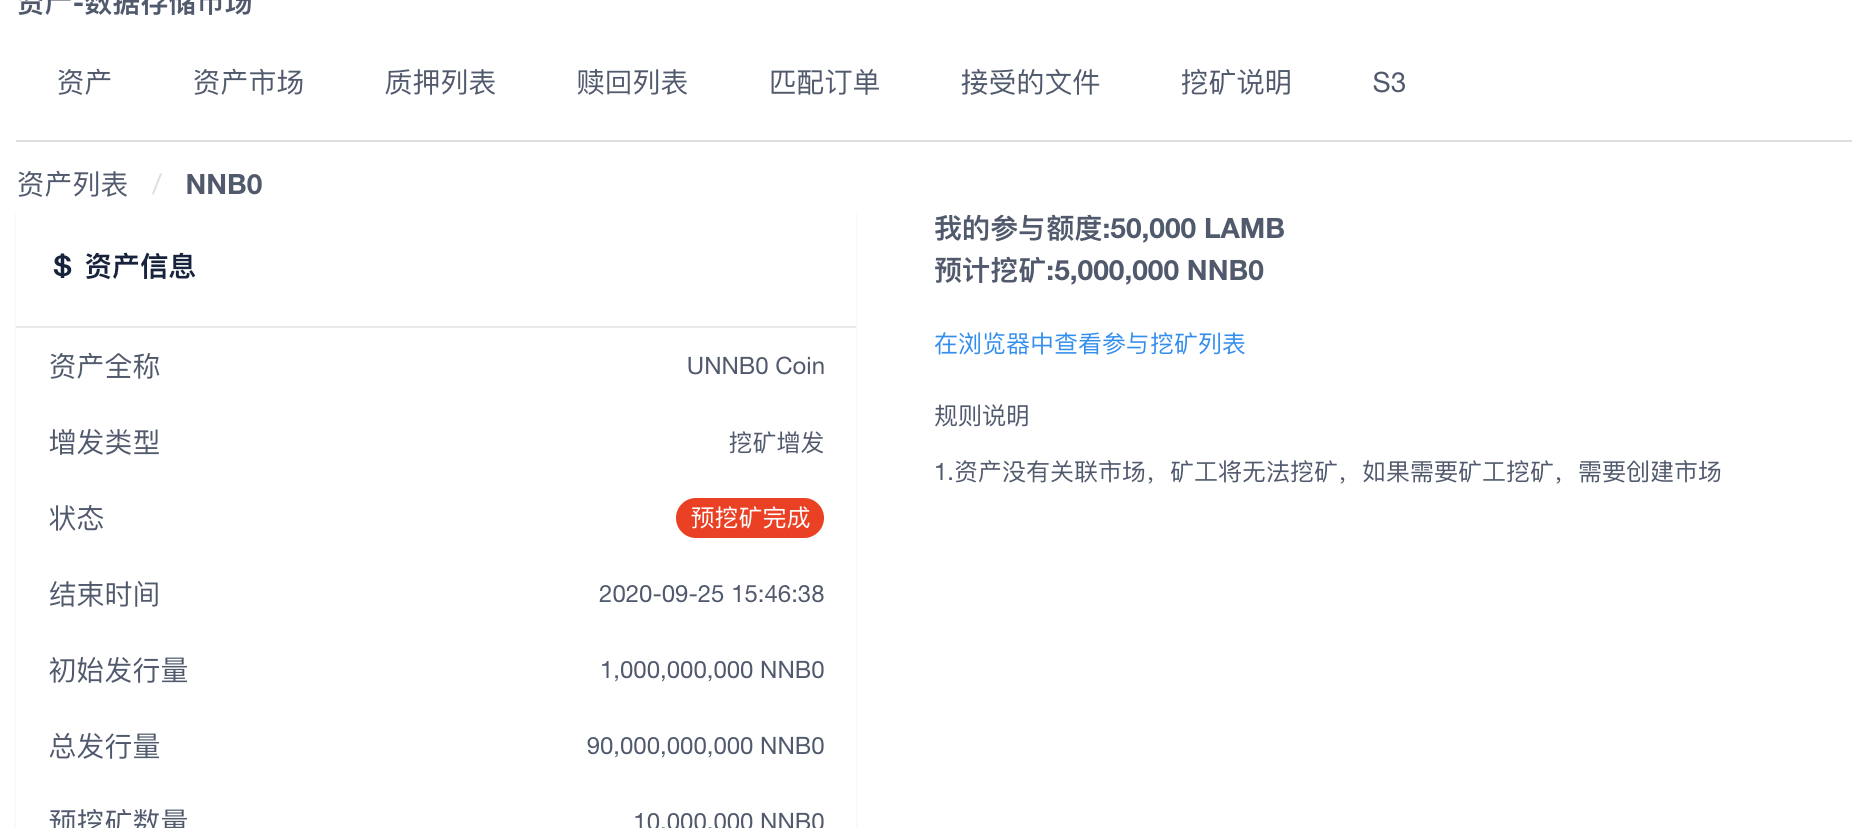 资产-数据存储市场
资产 资产市场 质押列表 赎回列表 匹配订单 接受的文件 挖矿说明 S3
资产列表 / NNB0
$ 资产信息
资产全称 UNNB0 Coin
增发类型 挖矿增发
状态 预挖矿完成
结束时间 2020-09-25 15:46:38
初始发行量 1,000,000,000 NNB0
总发行量 90,000,000,000 NNB0
预挖矿数量 10,000,000 NNB0
我的参与额度:50,000 LAMB
预计挖矿:5,000,000 NNB0
在浏览器中查看参与挖矿列表
规则说明
1.资产没有关联市场，矿工将无法挖矿，如果需要矿工挖矿，需要创建市场